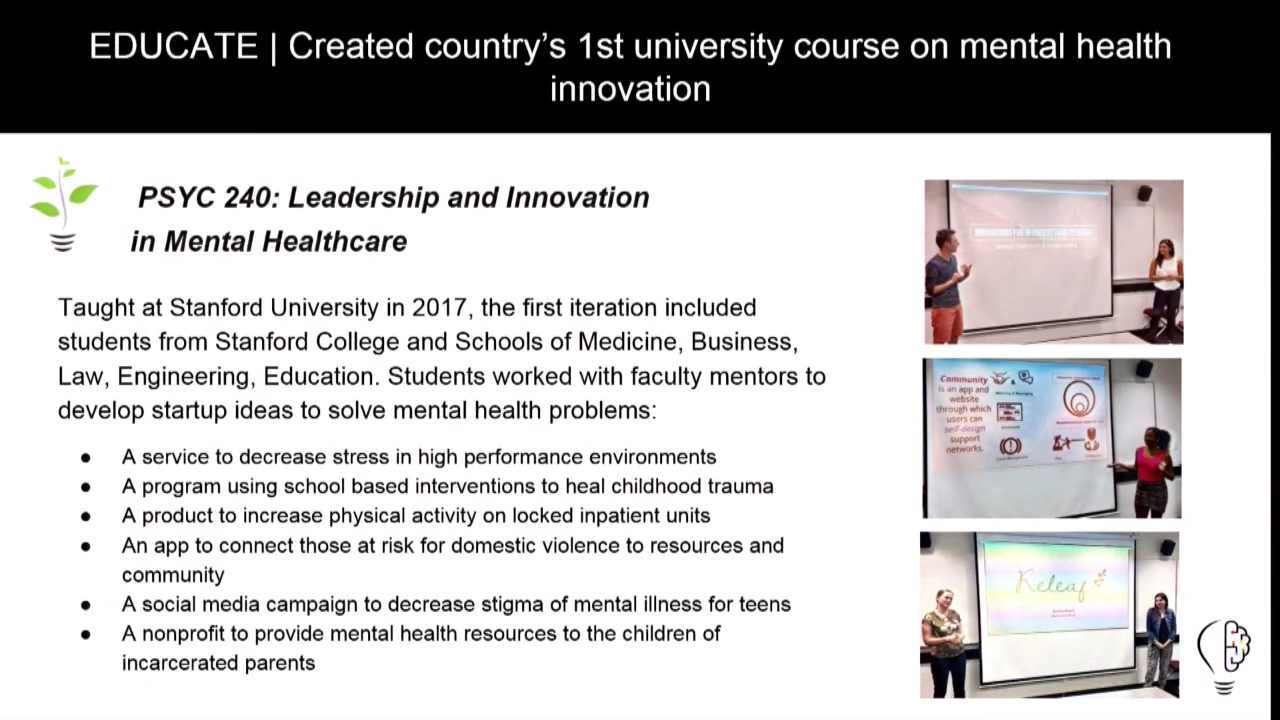 EDUCATE | Created country's 1st university course on mental health
innovation
PSYC 240: Leadership and Innovation
in Mental Healthcare
Taught at Stanford University in 2017, the first iteration included
students from Stanford College and Schools of Medicine, Business,
Law, Engineering, Education. Students worked with faculty mentors to
develop startup ideas to solve mental health problems:
● A service to decrease stress in high performance environments
● A program using school based interventions to heal childhood trauma
● A product to increase physical activity on locked inpatient units
● An app to connect those at risk for domestic violence to resources and
community
● A social media campaign to decrease stigma of mental illness for teens
● A nonprofit to provide mental health resources to the children of
incarcerated parents
Community
is an app and
website
through which
users can
self-design
support
networks.
Releaf